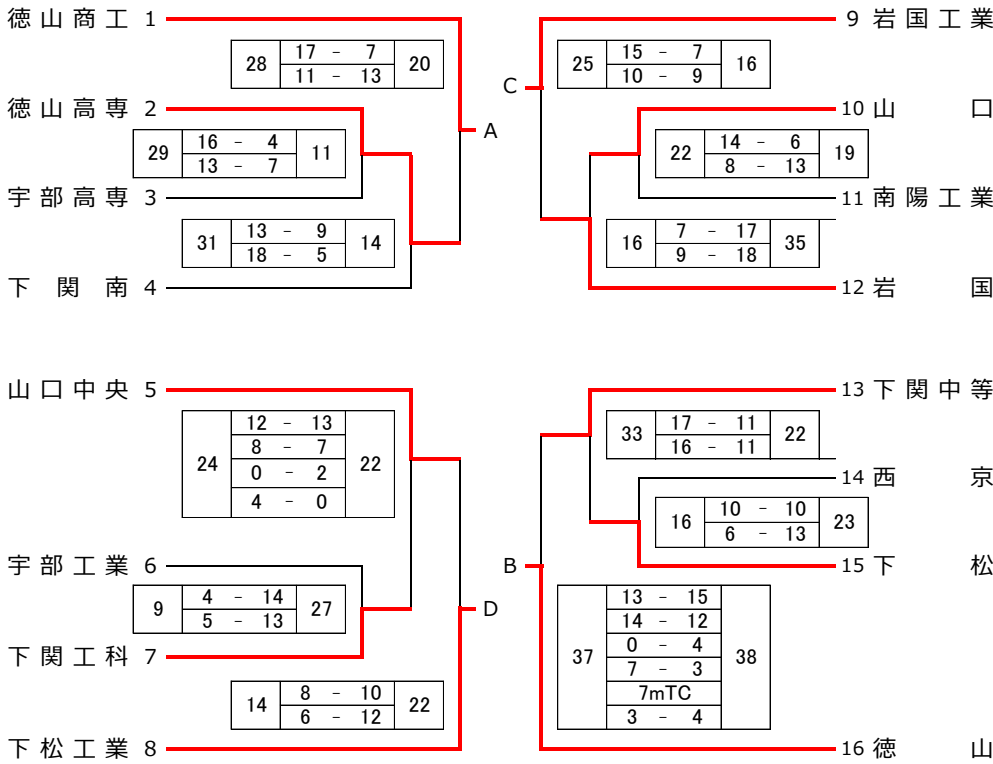 徳山商工 1
28 17 - 7 20
11 - 13
徳山高専 2
29 16 - 4 11
13 - 7
宇部高専 3
31 13 - 9 14
18 - 5
下関南 4
A
山口中央 5
24 12 - 13 22
8 - 7
0 - 2
4 - 0
宇部工業 6
9 4 - 14 27
5 - 13
下関工科 7
14 8 - 10 22
6 - 12
下松工業 8
D
C
9 岩国工業
25 15 - 7 16
10 - 9
10 山口
22 14 - 6 19
8 - 13
11 南陽工業
16 7 - 17 35
9 - 18
12 岩国
13 下関中等
33 17 - 11 22
16 - 11
14 西京
16 10 - 10 23
6 - 13
15 下松
B
37 13 - 15 38
14 - 12
0 - 4
7 - 3
7mTC
3 - 4
16 徳山